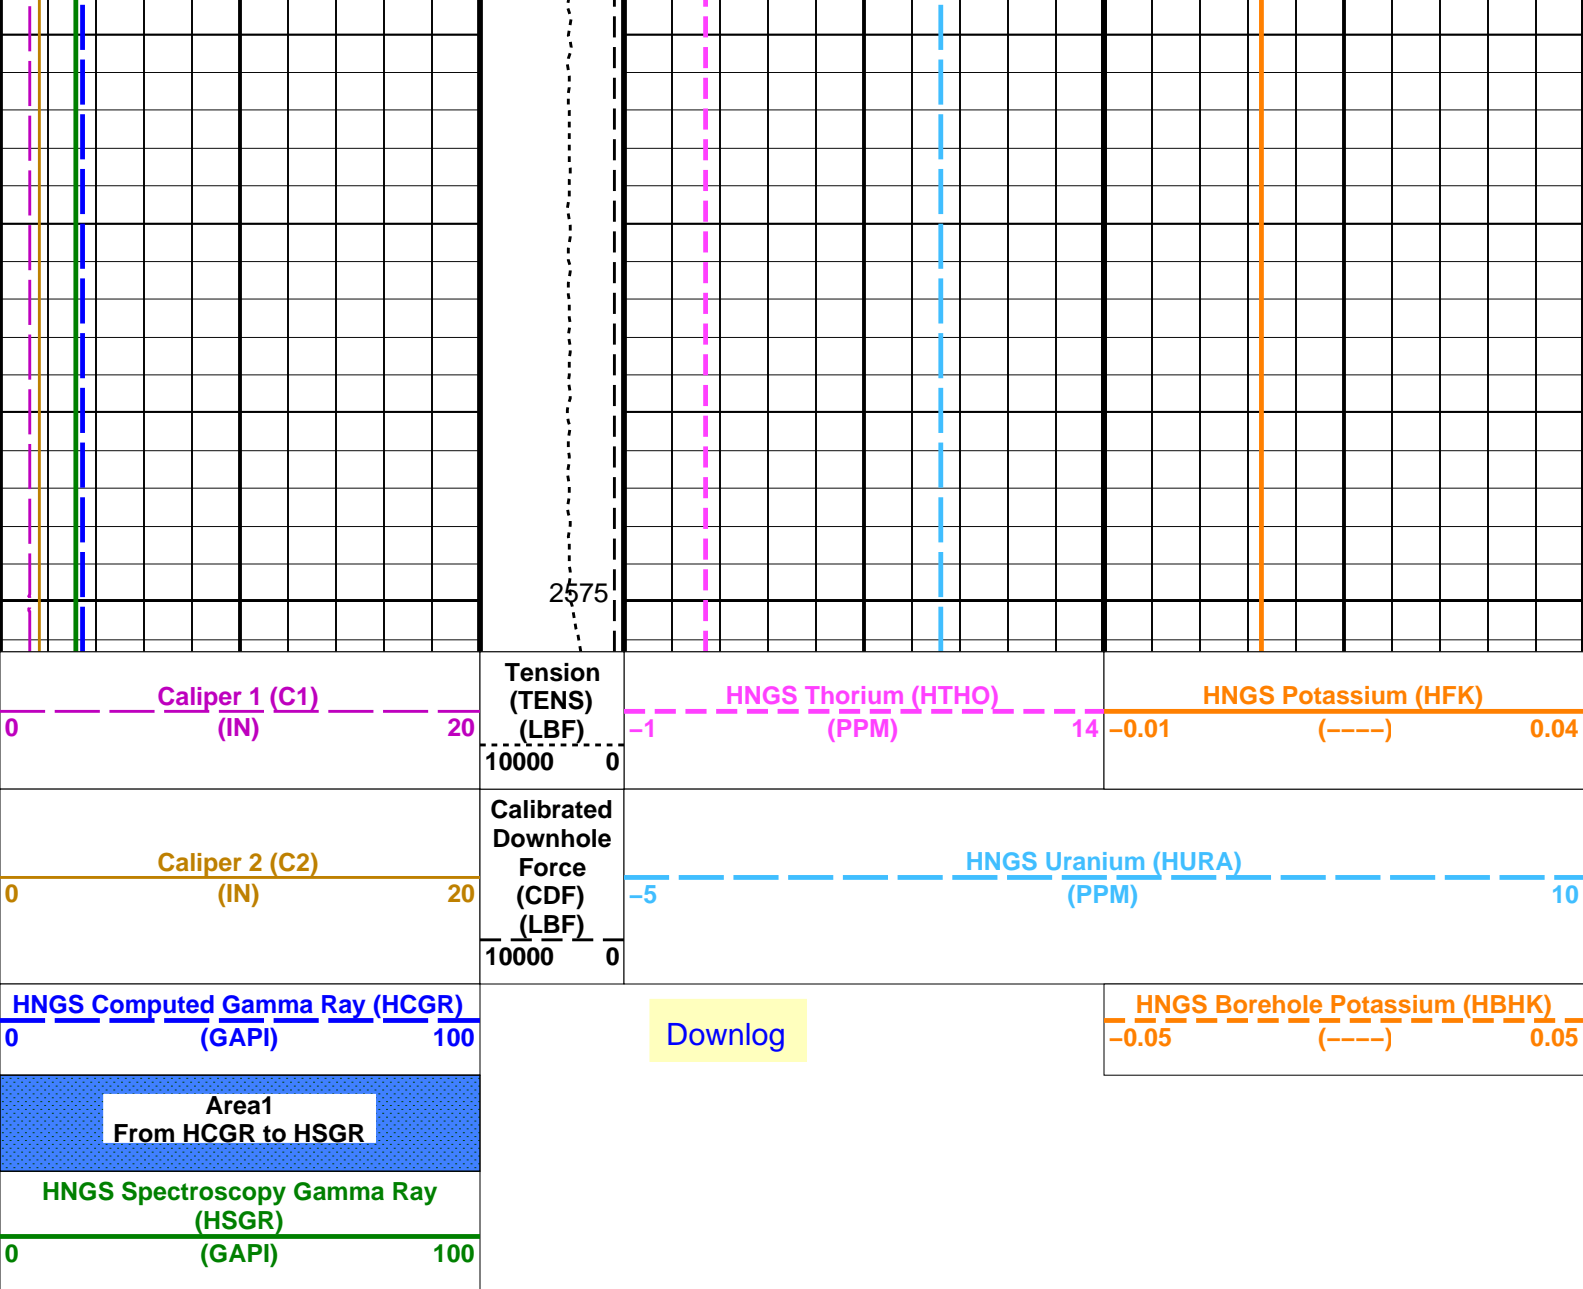 2575
Caliper 1 (C1)
0 (IN) 20
Tension
(TENS)
(LBF)
10000 0
HNGS Thorium (HTHO)
−1 (PPM) 14
HNGS Potassium (HFK)
−0.01 (−−−−) 0.04
Caliper 2 (C2)
0 (IN) 20
Calibrated
Downhole
Force
(CDF)
(LBF)
10000 0
HNGS Uranium (HURA)
−5 (PPM) 10
HNGS Computed Gamma Ray (HCGR)
0 (GAPI) 100
Downlog
HNGS Borehole Potassium (HBHK)
−0.05 (−−−−) 0.05
Area1
From HCGR to HSGR
HNGS Spectroscopy Gamma Ray
(HSGR)
0 (GAPI) 100